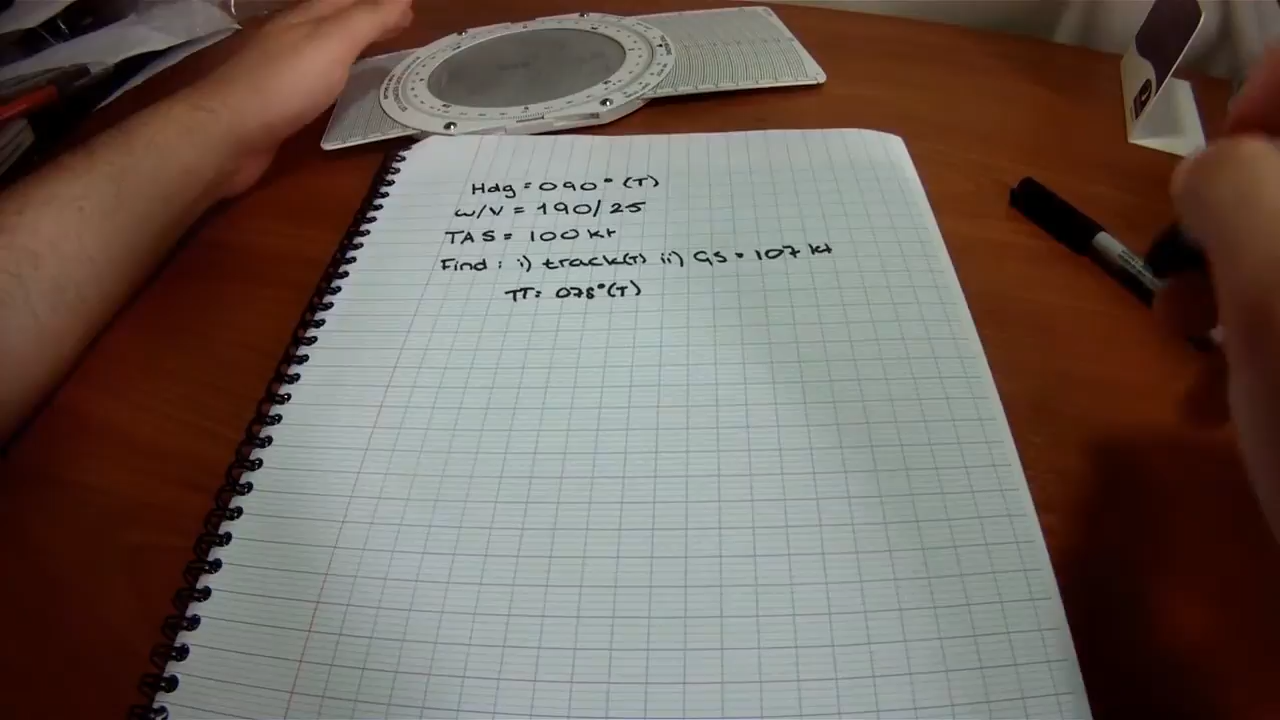 Hdg = 090° (T)
W/V = 190/25
TAS = 100 kt
Find : i) track(T) ii) GS = 107 kt
TT: 078°(T)